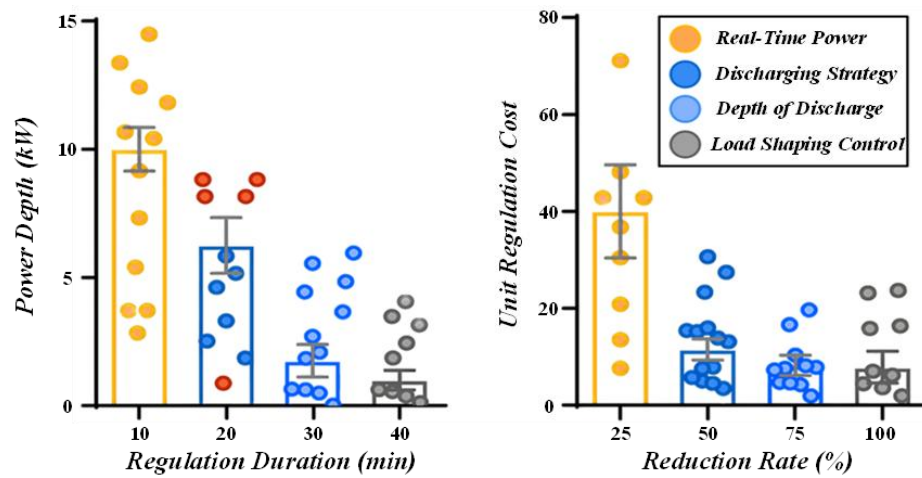 Power Depth (kW)
15
10
5
0
10 20 30 40
Regulation Duration (min)
Unit Regulation Cost
80
60
40
20
0
25 50 75 100
Reduction Rate (%)
Real-Time Power
Discharging Strategy
Depth of Discharge
Load Shaping Control